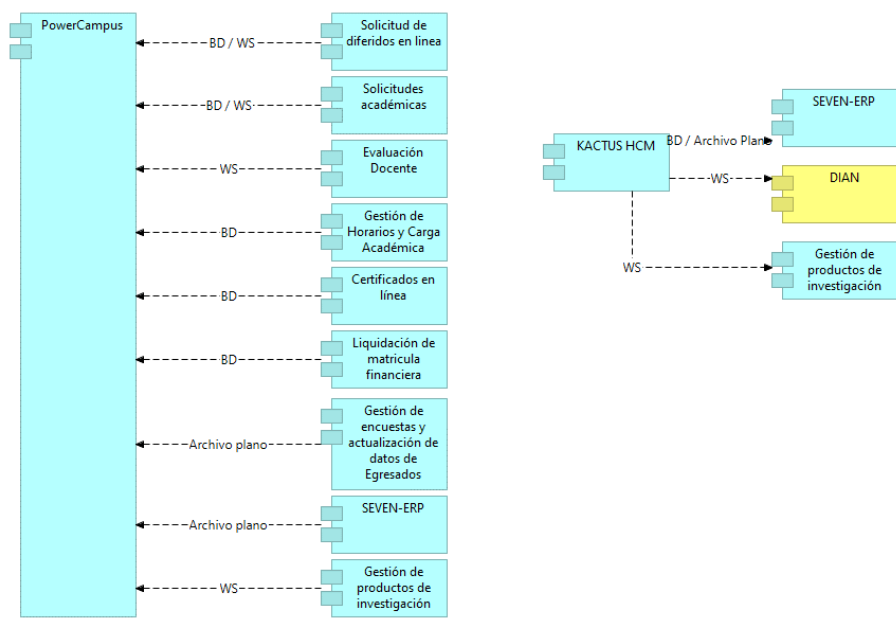 PowerCampus
BD / WS
Solicitud de
diferidos en linea
BD / WS
Solicitudes
académicas
WS
Evaluación
Docente
BD
Gestión de
Horarios y Carga
Académica
BD
Certificados en
línea
BD
Liquidación de
matricula
financiera
Archivo plano
Gestión de
encuestas y
actualización de
datos de
Egresados
Archivo plano
SEVEN-ERP
WS
Gestión de
productos de
investigación
KACTUS HCM
BD / Archivo Plano
SEVEN-ERP
WS
DIAN
WS
Gestión de
productos de
investigación